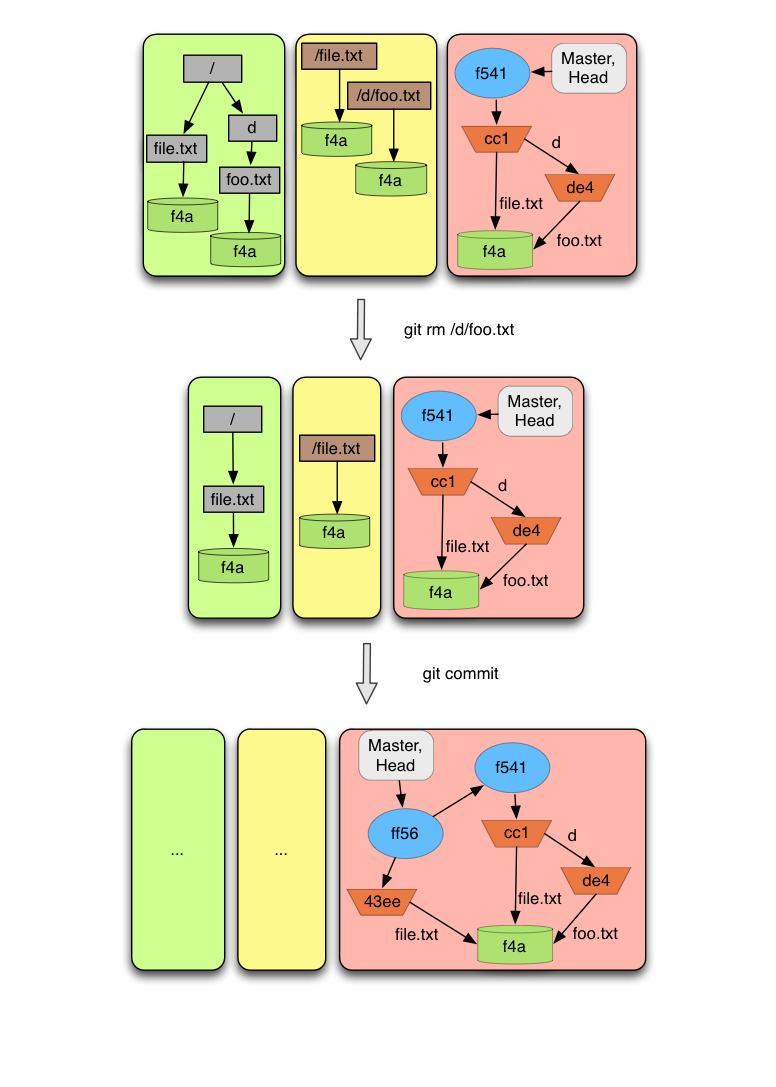 /
file.txt
d
foo.txt
f4a
f4a
/file.txt
/d/foo.txt
f4a
f4a
f541
Master,
Head
cc1
d
de4
file.txt
foo.txt
f4a
git rm /d/foo.txt
/
file.txt
f4a
/file.txt
f4a
f541
Master,
Head
cc1
d
de4
file.txt
foo.txt
f4a
git commit
...
...
Master,
Head
f541
ff56
cc1
d
de4
43ee
file.txt
file.txt
foo.txt
f4a